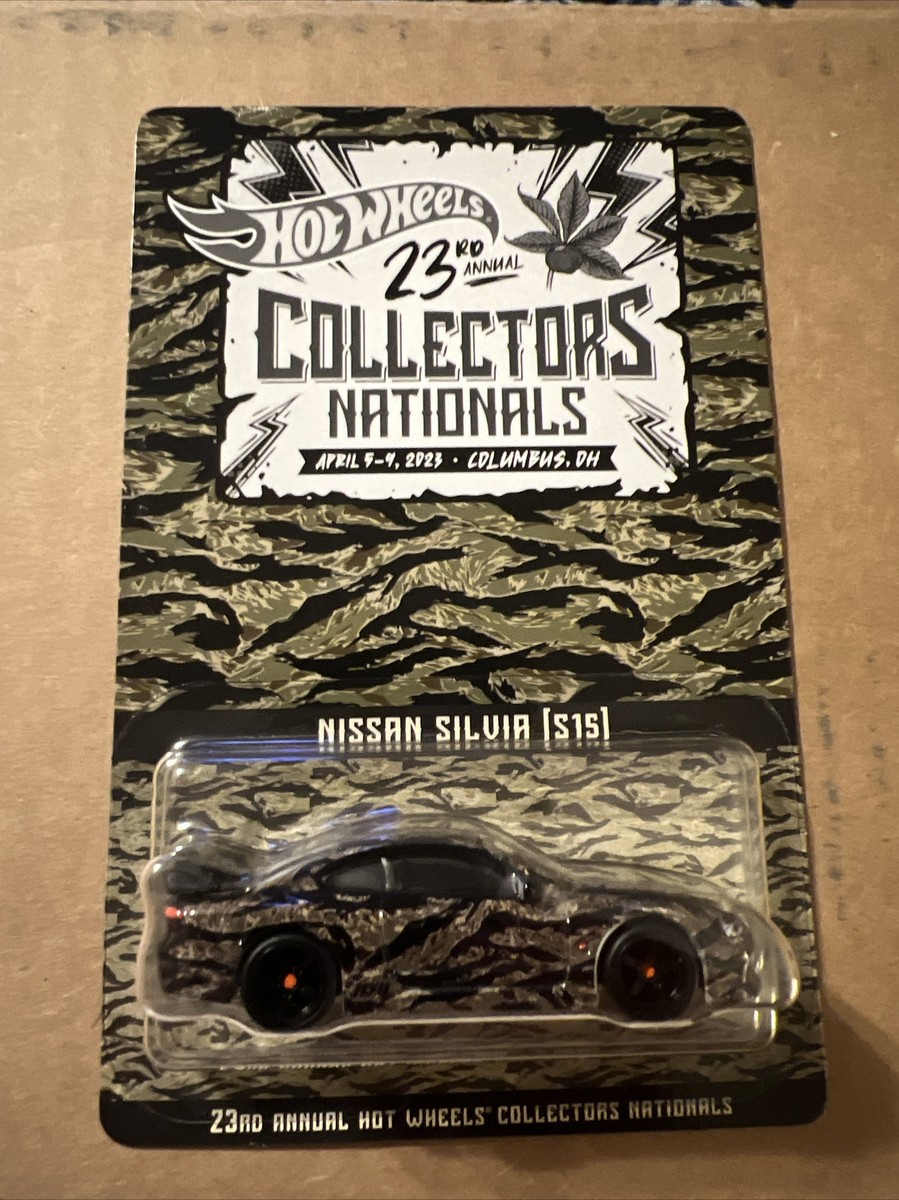 HOT WHEELS
23RD ANNUAL
COLLECTORS
NATIONALS
APRIL 5-9, 2023 · COLUMBUS, OH
NISSAN SILVIA [S15]
23RD ANNUAL HOT WHEELS® COLLECTORS NATIONALS